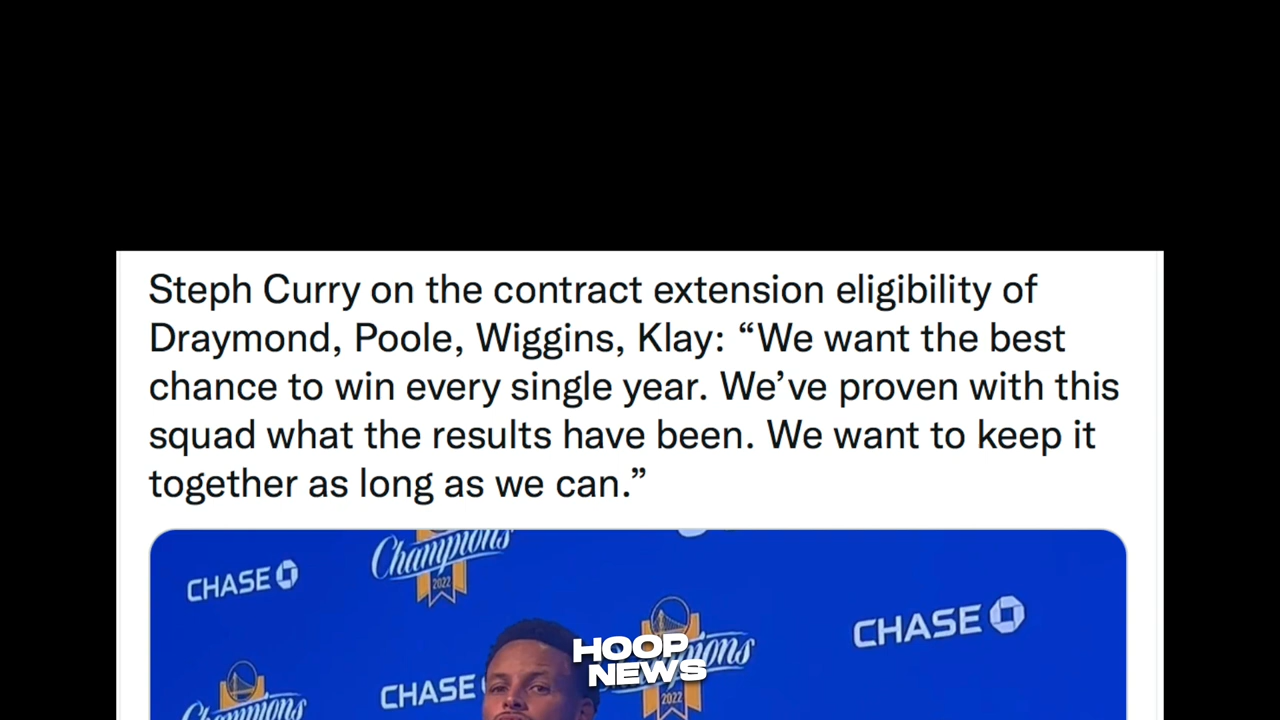 Steph Curry on the contract extension eligibility of
Draymond, Poole, Wiggins, Klay: “We want the best
chance to win every single year. We’ve proven with this
squad what the results have been. We want to keep it
together as long as we can.”
Champions
2022
CHASE
CHASE
HOOP
NEWS
2022
CHASE
Champions